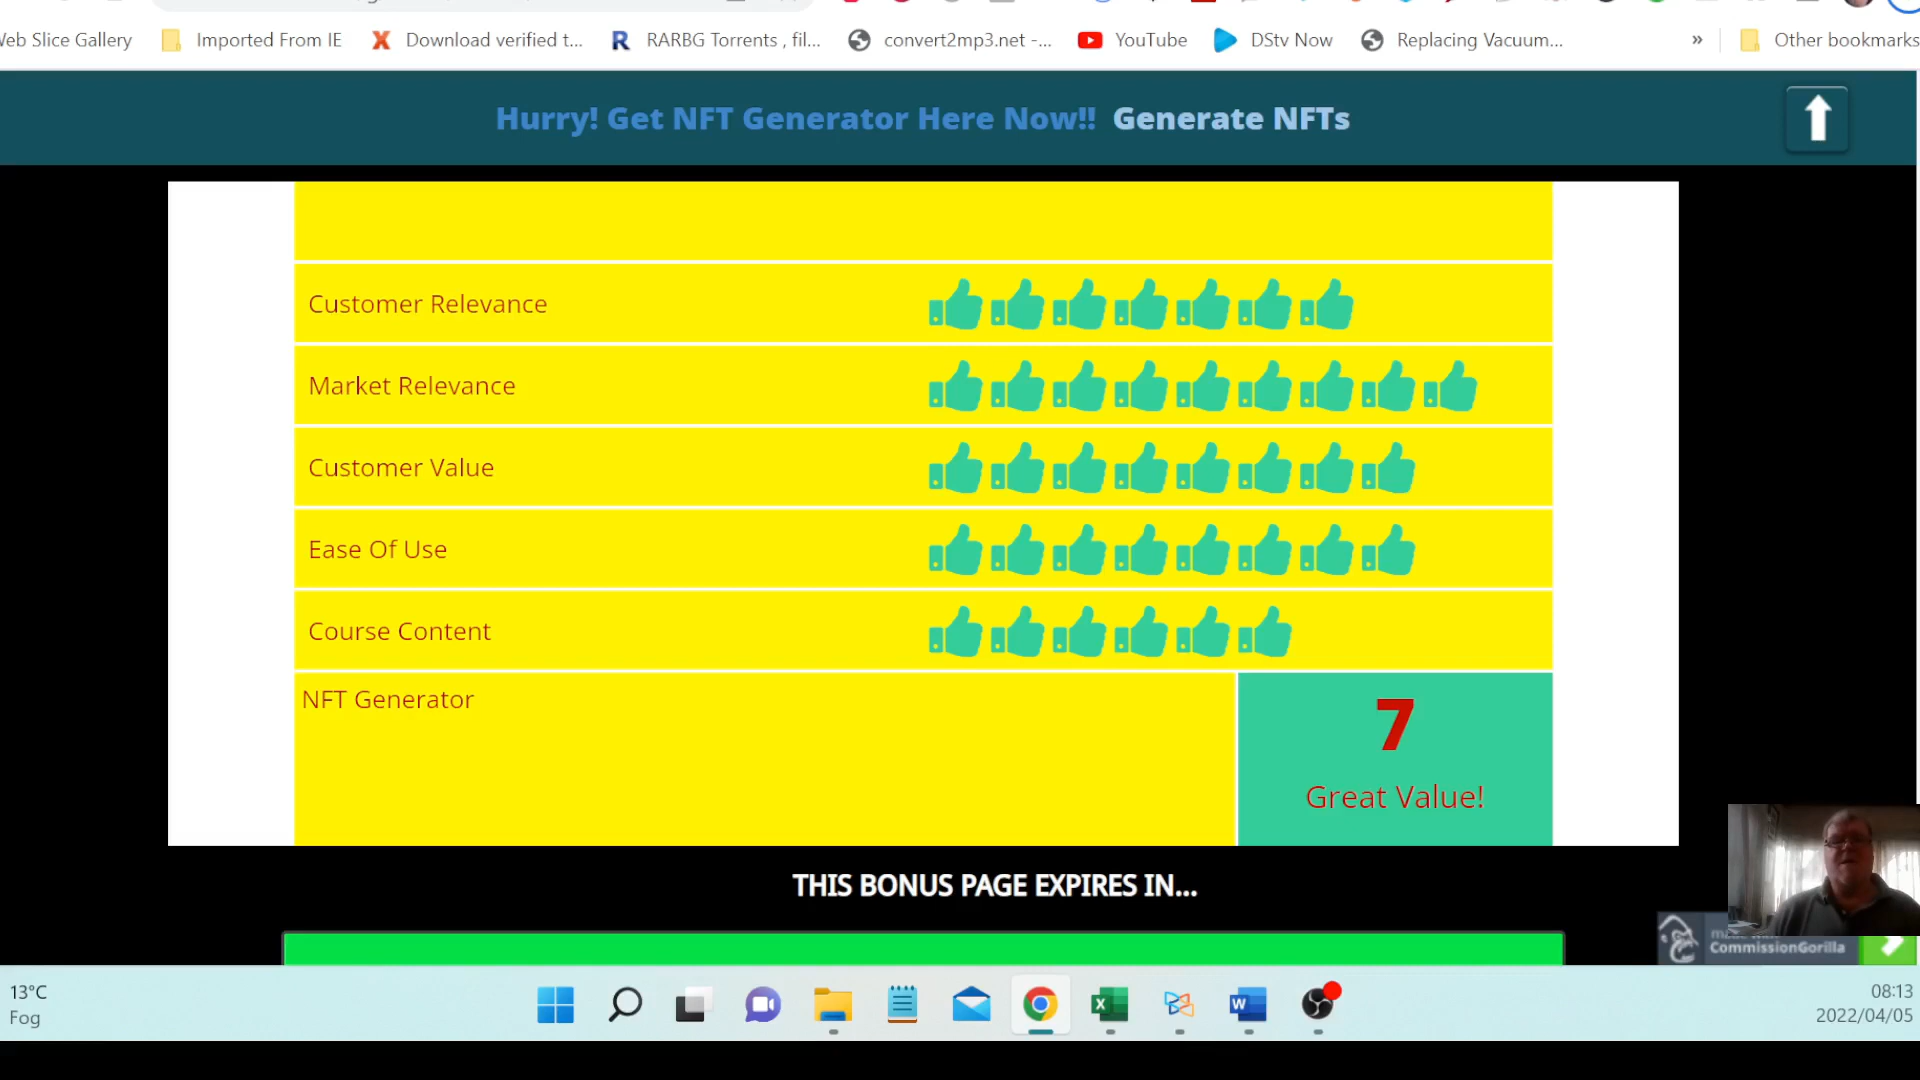 Web Slice Gallery Imported From IE Download verified t... RARBG Torrents , fil... convert2mp3.net -... YouTube DStv Now Replacing Vacuum... » Other bookmarks
Hurry! Get NFT Generator Here Now!! Generate NFTs
Customer Relevance
Market Relevance
Customer Value
Ease Of Use
Course Content
NFT Generator
7
Great Value!
THIS BONUS PAGE EXPIRES IN...
CommissionGorilla
13°C
Fog
08:13
2022/04/05